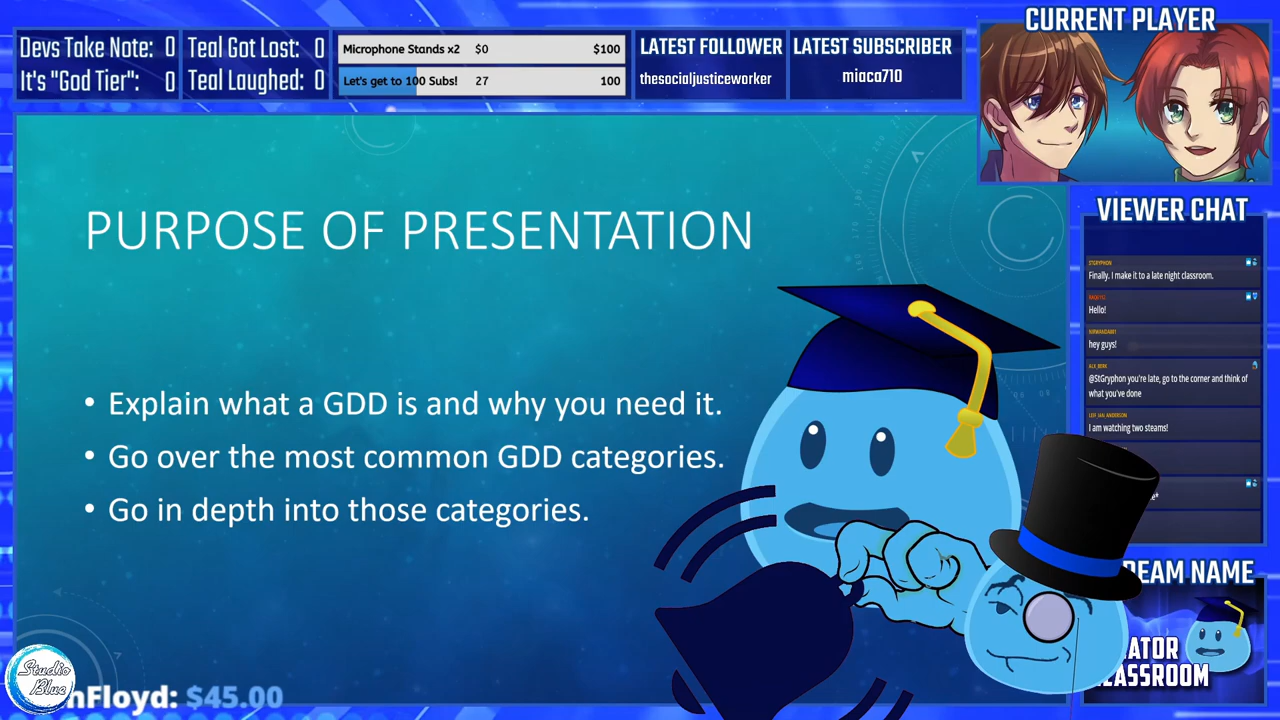 Devs Take Note: 0
It's "God Tier": 0
Teal Got Lost: 0
Teal Laughed: 0
Microphone Stands x2 $0 $100
Let's get to 100 Subs! 27 100
LATEST FOLLOWER
thesocialjusticeworker
LATEST SUBSCRIBER
miaca710
CURRENT PLAYER
PURPOSE OF PRESENTATION
• Explain what a GDD is and why you need it.
• Go over the most common GDD categories.
• Go in depth into those categories.
VIEWER CHAT
STGRYPHON
Finally. I make it to a late night classroom.
Hello!
hey guys!
ALX_BERK
@StGryphon you're late, go to the corner and think of
what you've done
LEIF_IAN_ANDERSON
I am watching two steams!
EAM NAME
ATOR
LASSROOM
Studio
Blue
nFloyd: $45.00